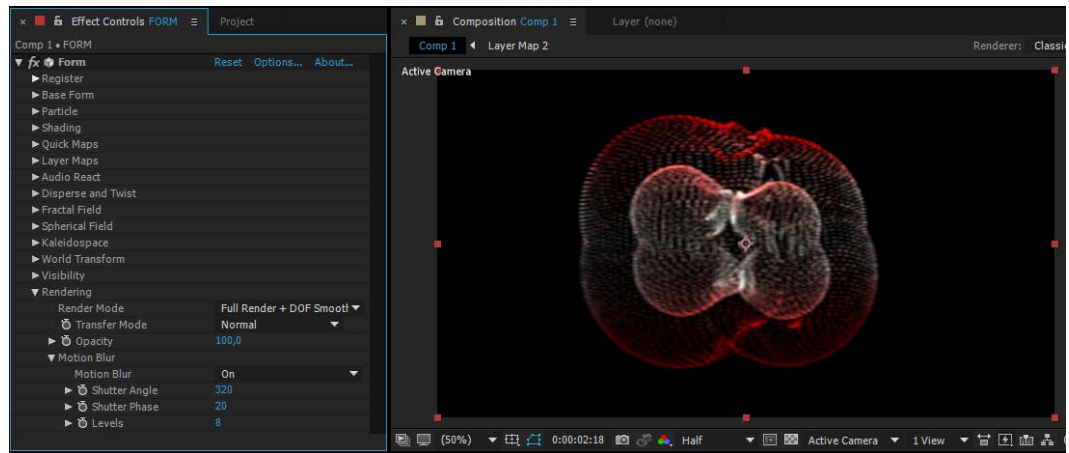 Effect Controls FORM
Project
Comp 1 • FORM
fx Form Reset Options... About...
Register
Base Form
Particle
Shading
Quick Maps
Layer Maps
Audio React
Disperse and Twist
Fractal Field
Spherical Field
Kaleidospace
World Transform
Visibility
Rendering
Render Mode Full Render + DOF Smooth
Transfer Mode Normal
Opacity 100,0
Motion Blur
Motion Blur On
Shutter Angle 320
Shutter Phase 20
Levels 8
Composition Comp 1
Layer (none)
Comp 1 Layer Map 2
Renderer: Classi
Active Camera
(50%) 0:00:02:18 Half Active Camera 1 View